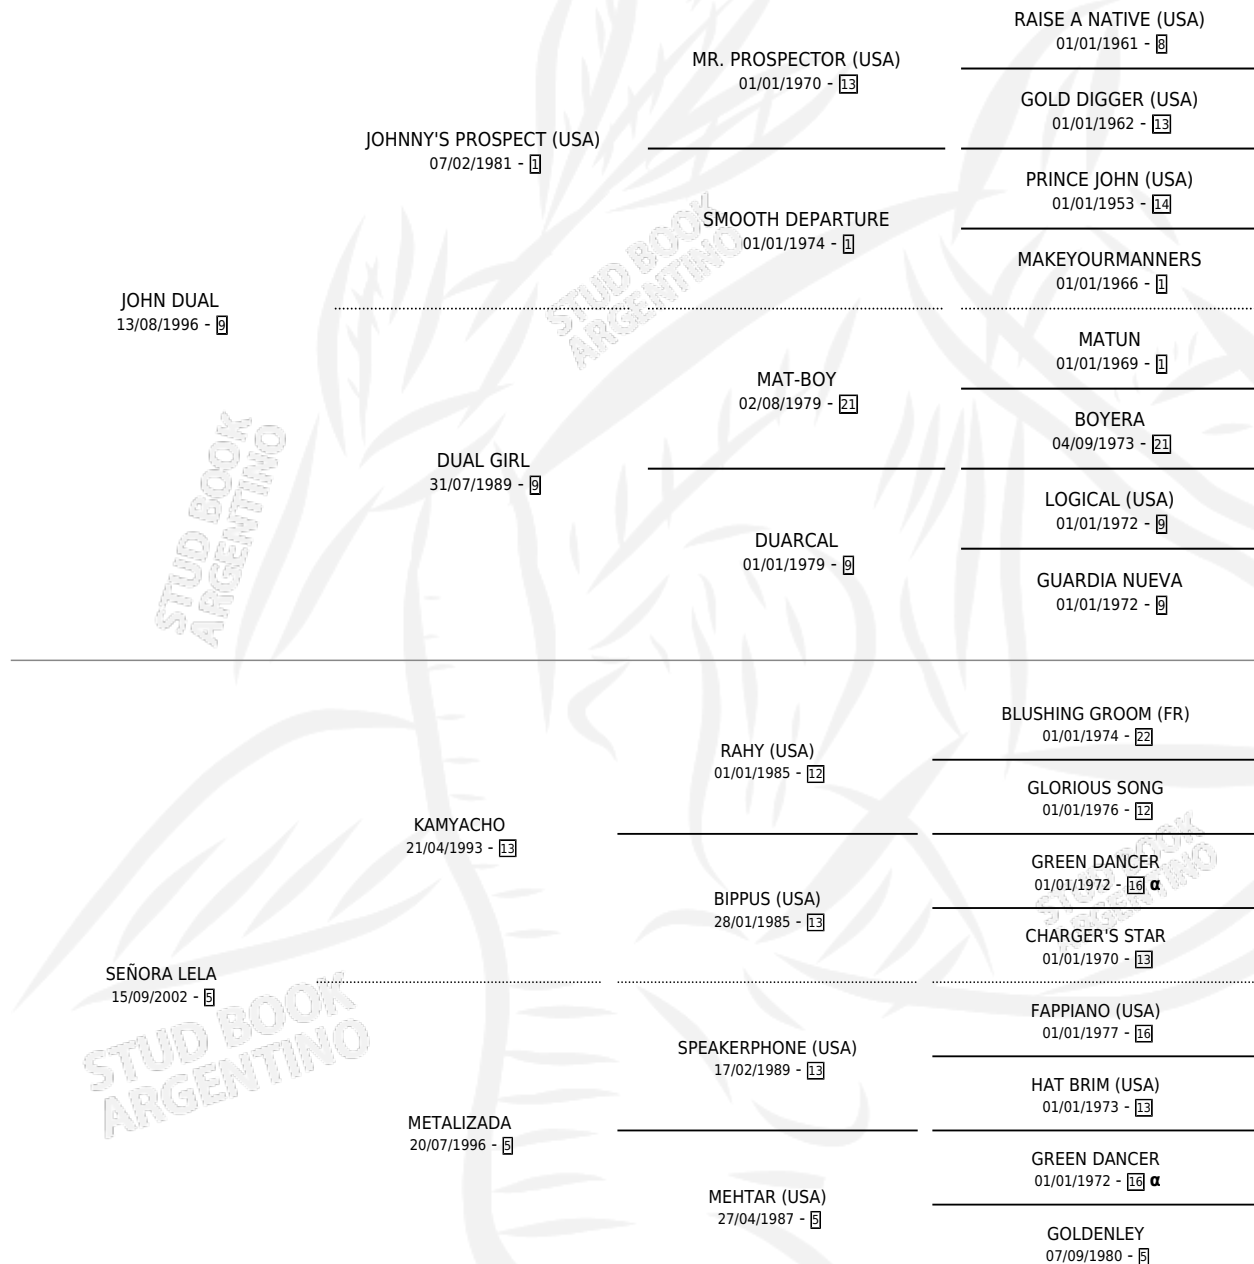 RAISE A NATIVE (USA)
01/01/1961 - 8
MR. PROSPECTOR (USA)
01/01/1970 - 13
GOLD DIGGER (USA)
01/01/1962 - 13
JOHNNY'S PROSPECT (USA)
07/02/1981 - 1
PRINCE JOHN (USA)
01/01/1953 - 14
SMOOTH DEPARTURE
01/01/1974 - 1
MAKEYOURMANNERS
01/01/1966 - 1
JOHN DUAL
13/08/1996 - 9
MATUN
01/01/1969 - 1
MAT-BOY
02/08/1979 - 21
BOYERA
04/09/1973 - 21
DUAL GIRL
31/07/1989 - 9
LOGICAL (USA)
01/01/1972 - 9
DUARCAL
01/01/1979 - 9
GUARDIA NUEVA
01/01/1972 - 9
BLUSHING GROOM (FR)
01/01/1974 - 22
RAHY (USA)
01/01/1985 - 12
GLORIOUS SONG
01/01/1976 - 12
KAMYACHO
21/04/1993 - 13
GREEN DANCER
01/01/1972 - 16 α
BIPPUS (USA)
28/01/1985 - 13
CHARGER'S STAR
01/01/1970 - 13
SEÑORA LELA
15/09/2002 - 5
FAPPIANO (USA)
01/01/1977 - 16
SPEAKERPHONE (USA)
17/02/1989 - 13
HAT BRIM (USA)
01/01/1973 - 13
METALIZADA
20/07/1996 - 5
GREEN DANCER
01/01/1972 - 16 α
MEHTAR (USA)
27/04/1987 - 5
GOLDENLEY
07/09/1980 - 5
STUD BOOK
ARGENTINO
STUD BOOK
ARGENTINO
STUD BOOK
ARGENTINO
STUD BOOK
ARGENTINO